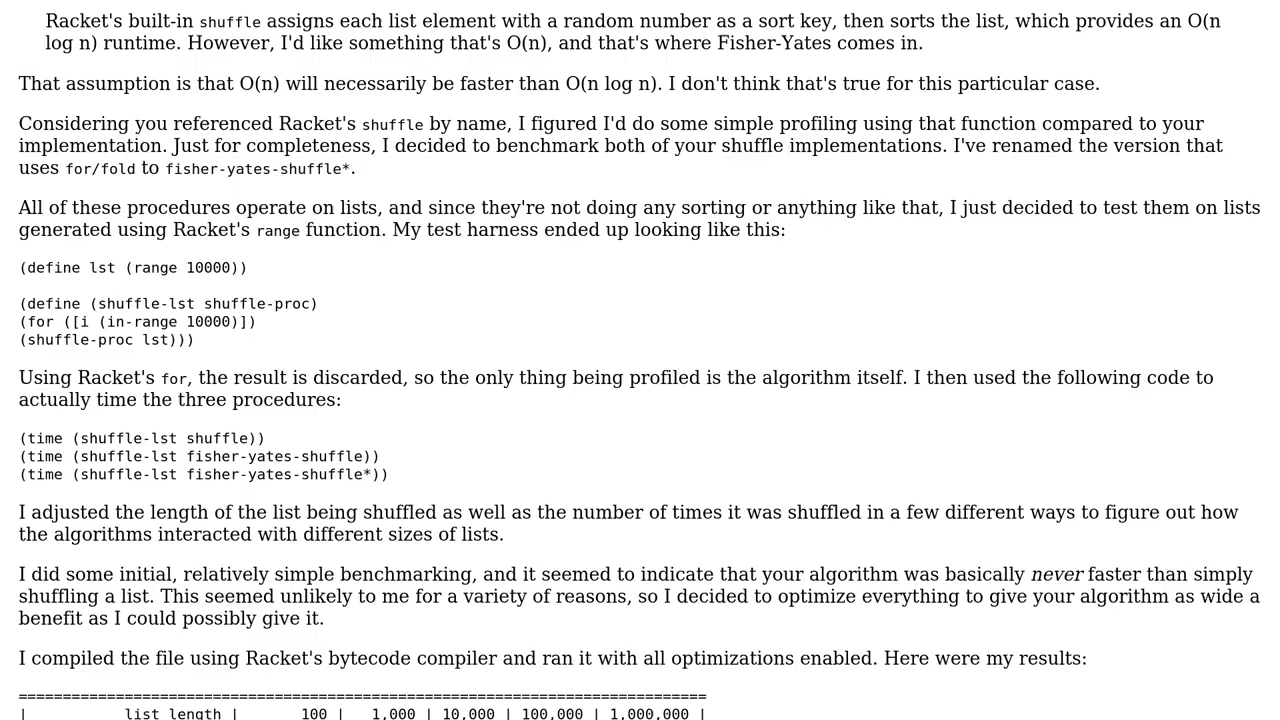 Racket's built-in shuffle assigns each list element with a random number as a sort key, then sorts the list, which provides an O(n
log n) runtime. However, I'd like something that's O(n), and that's where Fisher-Yates comes in.
That assumption is that O(n) will necessarily be faster than O(n log n). I don't think that's true for this particular case.
Considering you referenced Racket's shuffle by name, I figured I'd do some simple profiling using that function compared to your
implementation. Just for completeness, I decided to benchmark both of your shuffle implementations. I've renamed the version that
uses for/fold to fisher-yates-shuffle*.
All of these procedures operate on lists, and since they're not doing any sorting or anything like that, I just decided to test them on lists
generated using Racket's range function. My test harness ended up looking like this:
(define lst (range 10000))
(define (shuffle-lst shuffle-proc)
(for ([i (in-range 10000)])
(shuffle-proc lst)))
Using Racket's for, the result is discarded, so the only thing being profiled is the algorithm itself. I then used the following code to
actually time the three procedures:
(time (shuffle-lst shuffle))
(time (shuffle-lst fisher-yates-shuffle))
(time (shuffle-lst fisher-yates-shuffle*))
I adjusted the length of the list being shuffled as well as the number of times it was shuffled in a few different ways to figure out how
the algorithms interacted with different sizes of lists.
I did some initial, relatively simple benchmarking, and it seemed to indicate that your algorithm was basically never faster than simply
shuffling a list. This seemed unlikely to me for a variety of reasons, so I decided to optimize everything to give your algorithm as wide a
benefit as I could possibly give it.
I compiled the file using Racket's bytecode compiler and ran it with all optimizations enabled. Here were my results:
==============================================================================
| list length | 100 | 1,000 | 10,000 | 100,000 | 1,000,000 |